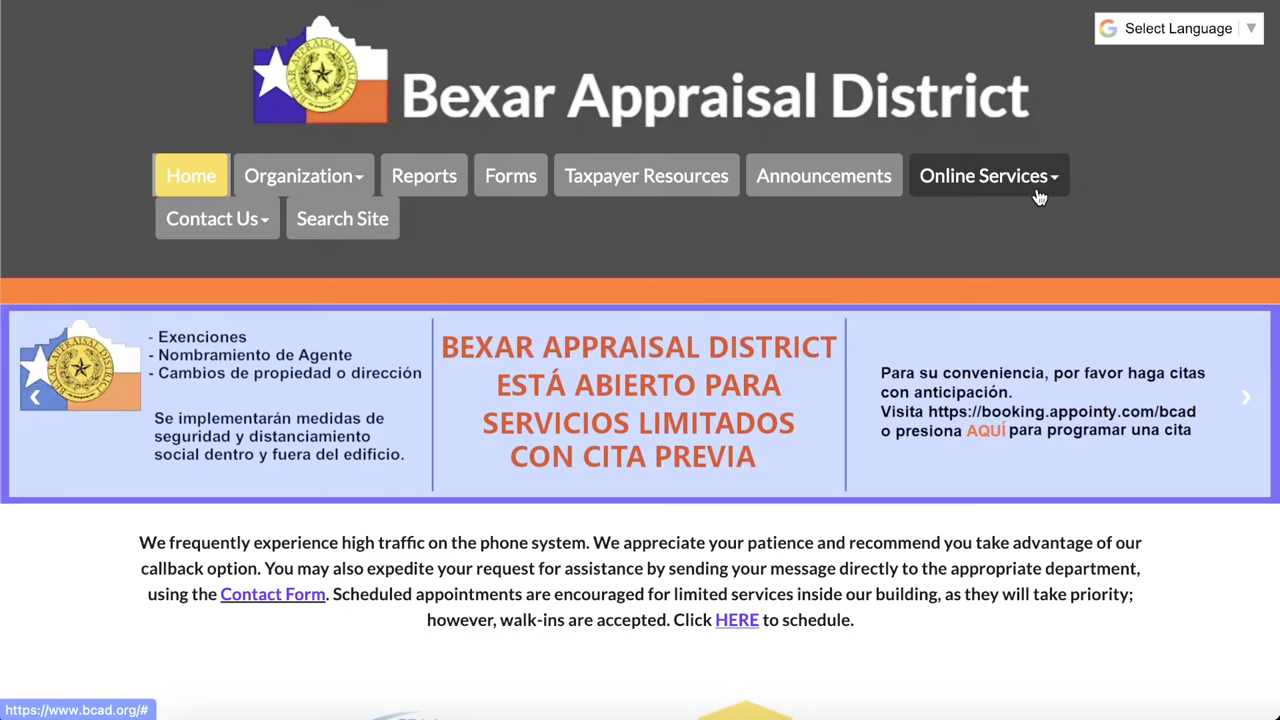 Select Language
Bexar Appraisal District
Home
Organization
Reports
Forms
Taxpayer Resources
Announcements
Online Services
Contact Us
Search Site
- Exenciones
- Nombramiento de Agente
- Cambios de propiedad o dirección
Se implementarán medidas de
seguridad y distanciamiento
social dentro y fuera del edificio.
BEXAR APPRAISAL DISTRICT
ESTÁ ABIERTO PARA
SERVICIOS LIMITADOS
CON CITA PREVIA
Para su conveniencia, por favor haga citas
con anticipación.
Visita https://booking.appointy.com/bcad
o presiona AQUÍ para programar una cita
We frequently experience high traffic on the phone system. We appreciate your patience and recommend you take advantage of our
callback option. You may also expedite your request for assistance by sending your message directly to the appropriate department,
using the Contact Form. Scheduled appointments are encouraged for limited services inside our building, as they will take priority;
however, walk-ins are accepted. Click HERE to schedule.
https://www.bcad.org/#